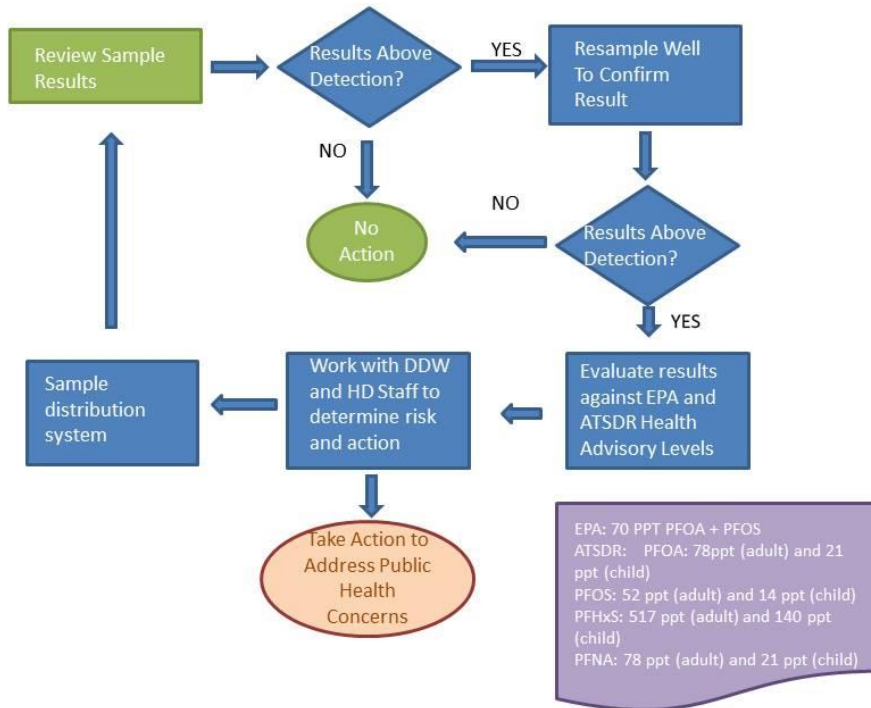 Review Sample
Results
Results Above
Detection?
YES
Resample Well
To Confirm
Result
NO
No
Action
NO
Results Above
Detection?
YES
Evaluate results
against EPA and
ATSDR Health
Advisory Levels
Work with DDW
and HD Staff to
determine risk
and action
Sample
distribution
system
Take Action to
Address Public
Health
Concerns
EPA: 70 PPT PFOA + PFOS
ATSDR: PFOA: 78ppt (adult) and 21
ppt (child)
PFOS: 52 ppt (adult) and 14 ppt (child)
PFHxS: 517 ppt (adult) and 140 ppt
(child)
PFNA: 78 ppt (adult) and 21 ppt (child)